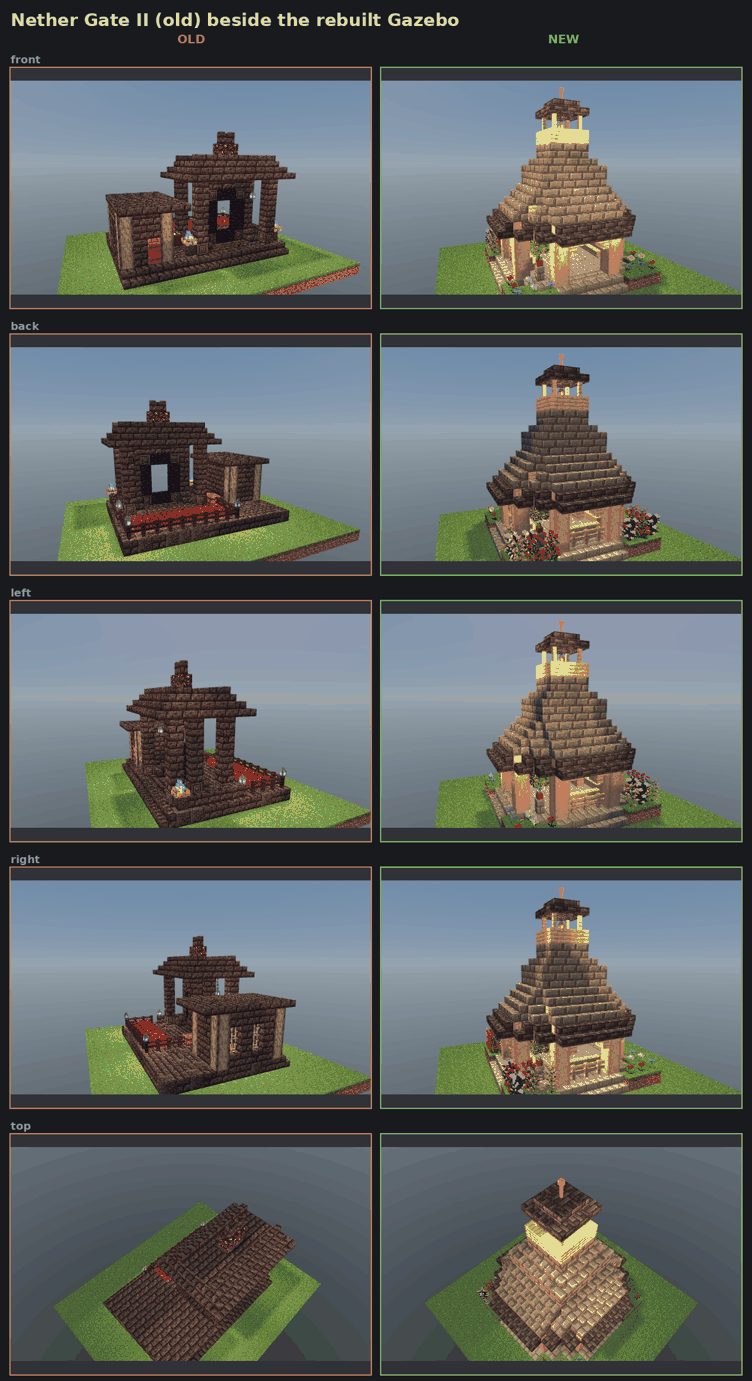 Nether Gate II (old) beside the rebuilt Gazebo
OLD
NEW
front
back
left
right
top